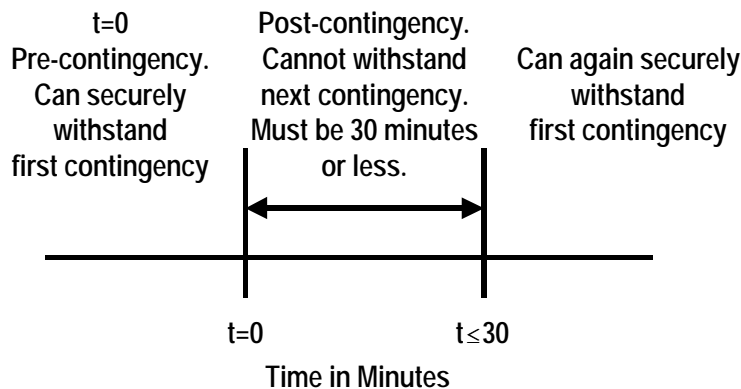 t=0
Pre-contingency.
Can securely
withstand
first contingency
Post-contingency.
Cannot withstand
next contingency.
Must be 30 minutes
or less.
Can again securely
withstand
first contingency
t=0
t≤30
Time in Minutes